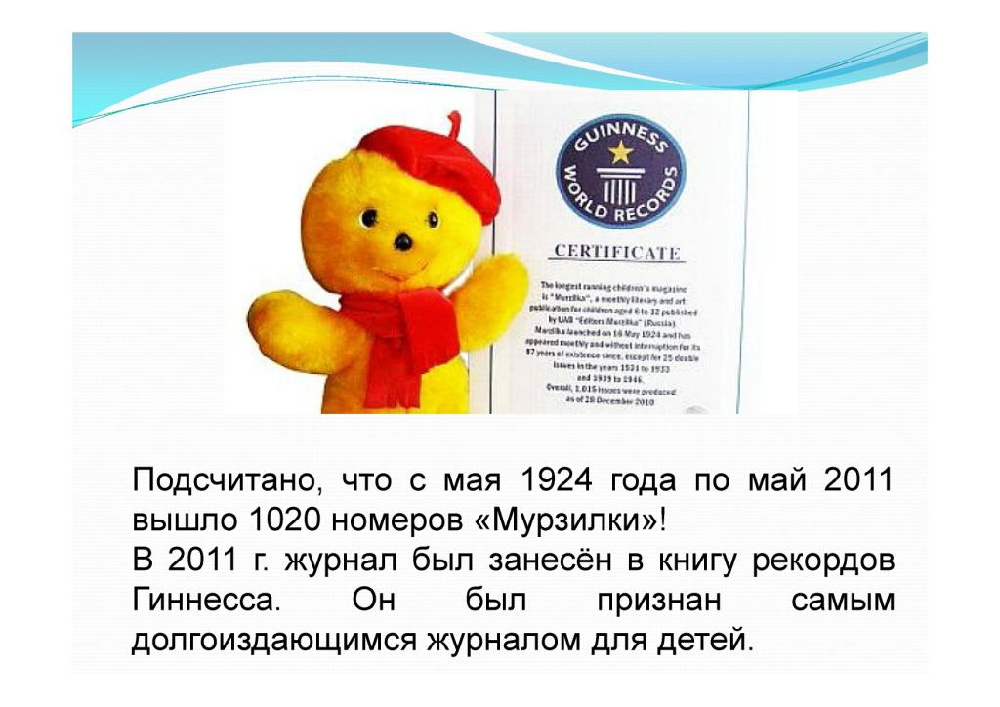 GUINNESS
WORLD RECORDS
CERTIFICATE
The longest running children's magazine
is "Murzilka", a monthly literary and art
publication for children aged 6 to 12 published
by UAB "Editors Murzilka" (Russia)
Murzilka launched on 16 May 1924 and has
appeared monthly and without interruption for its
87 years of existence since, except for 25 double
issues in the years 1931 to 1933
and 1939 to 1946.
Overall, 1,015 issues were produced
as of 28 December 2010
Подсчитано, что с мая 1924 года по май 2011
вышло 1020 номеров «Мурзилки»!
В 2011 г. журнал был занесён в книгу рекордов
Гиннесса. Он был признан самым
долгоиздающимся журналом для детей.